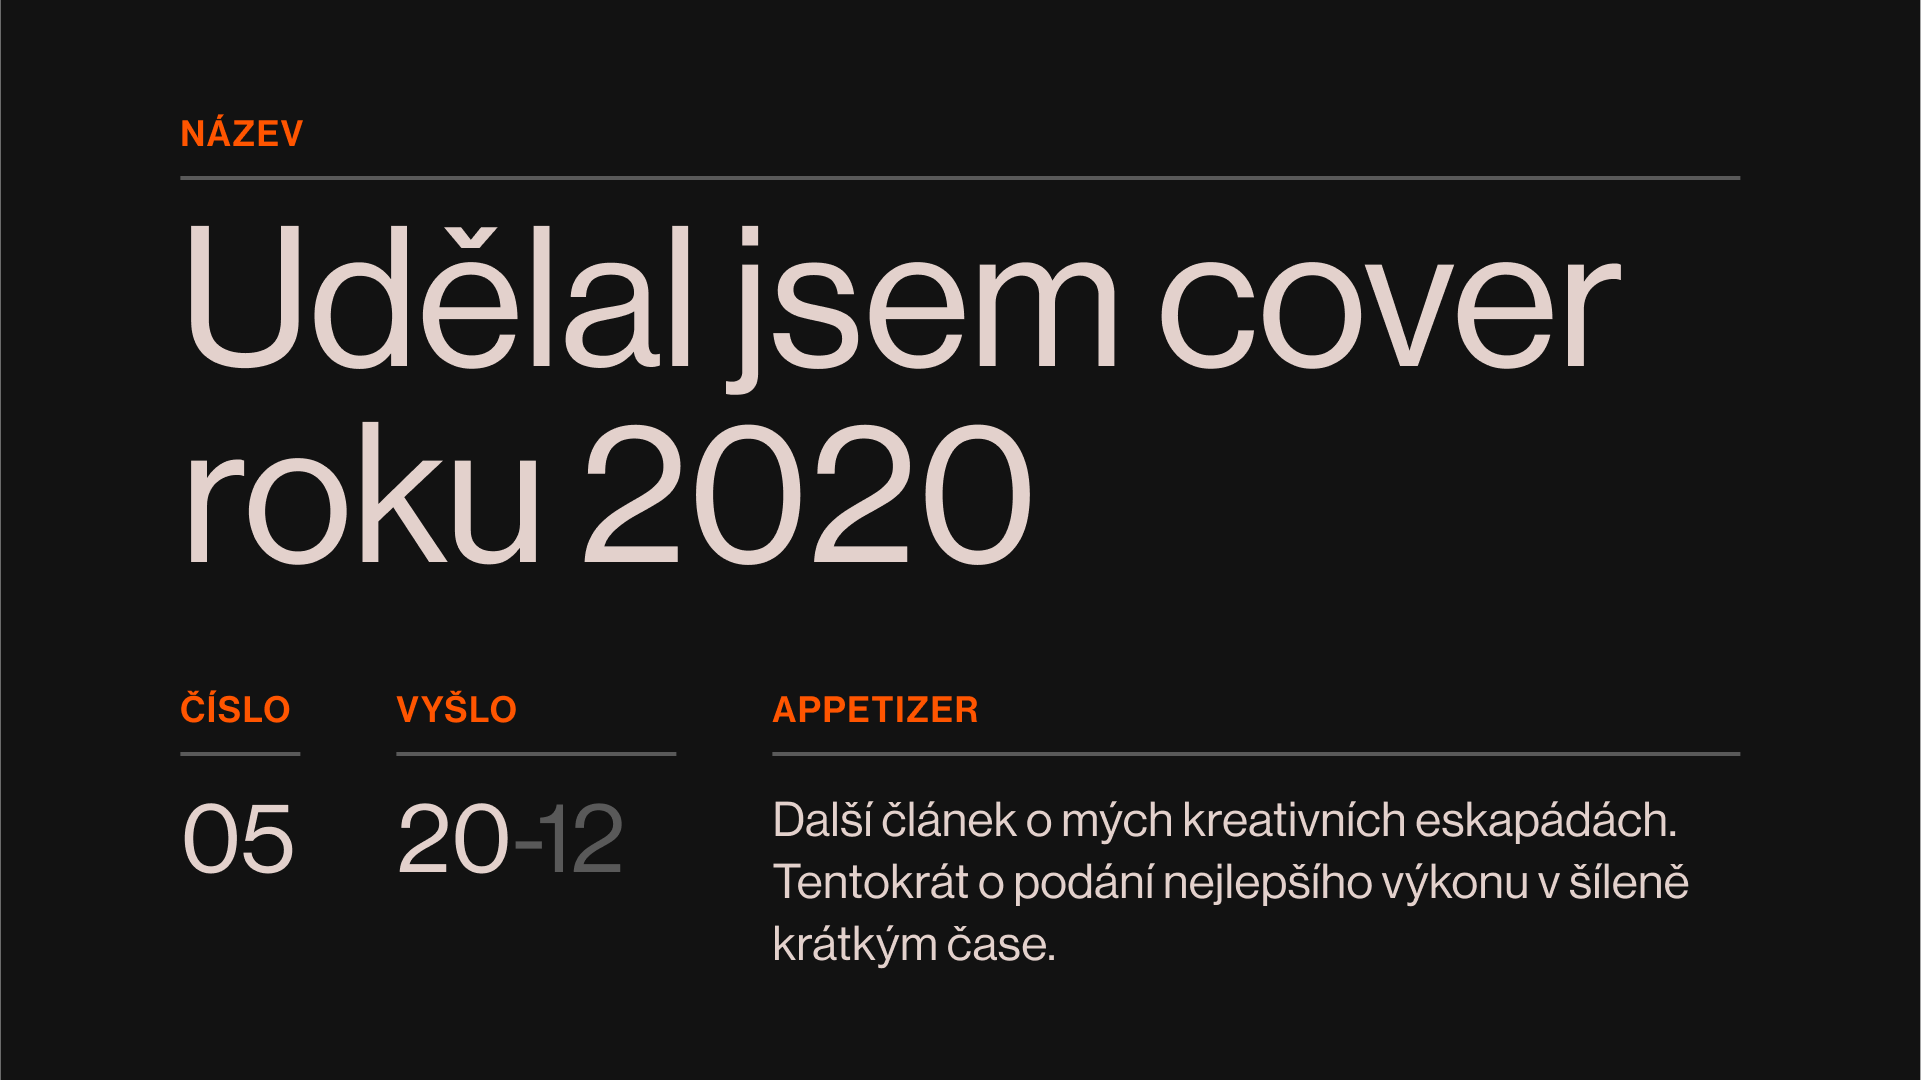 NÁZEV
Udělal jsem cover
roku 2020
ČÍSLO
05
VYŠLO
20-12
APPETIZER
Další článek o mých kreativních eskapádách.
Tentokrát o podání nejlepšího výkonu v šíleně
krátkým čase.